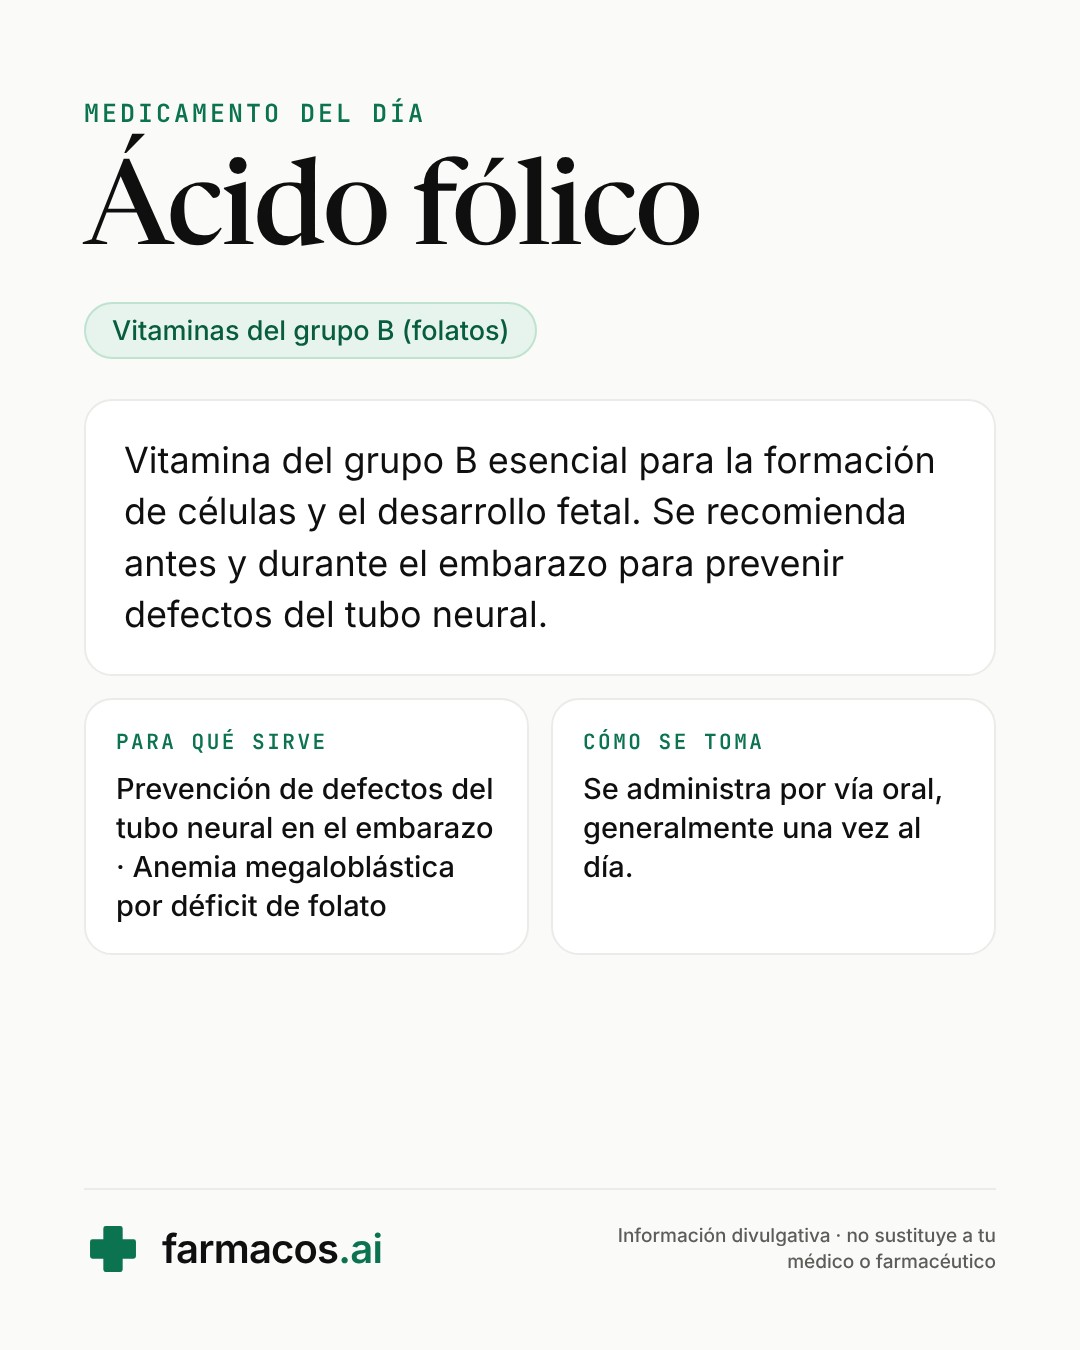 MEDICAMENTO DEL DÍA
Ácido fólico
Vitaminas del grupo B (folatos)
Vitamina del grupo B esencial para la formación
de células y el desarrollo fetal. Se recomienda
antes y durante el embarazo para prevenir
defectos del tubo neural.
PARA QUÉ SIRVE
Prevención de defectos del
tubo neural en el embarazo
· Anemia megaloblástica
por déficit de folato
CÓMO SE TOMA
Se administra por vía oral,
generalmente una vez al
día.
farmacos.ai
Información divulgativa · no sustituye a tu
médico o farmacéutico